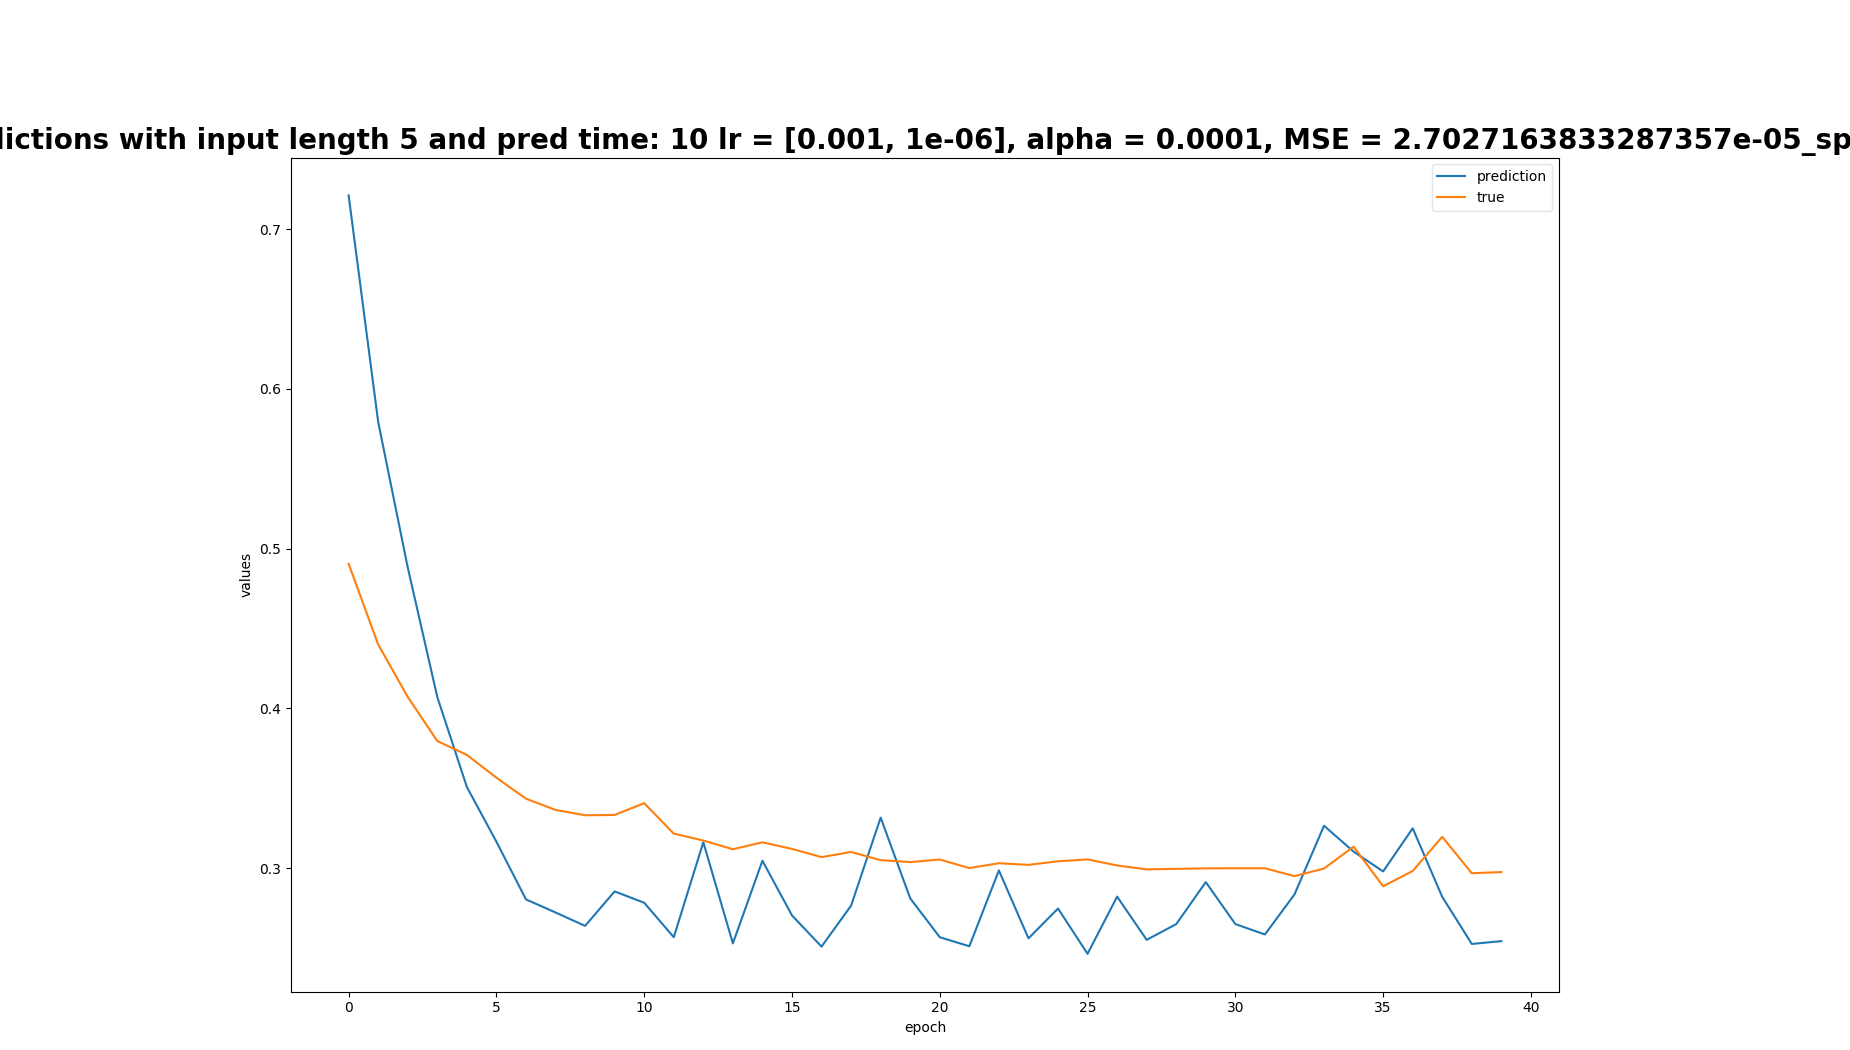 dictions with input length 5 and pred time: 10 lr = [0.001, 1e-06], alpha = 0.0001, MSE = 2.7027163833287357e-05_sp
prediction
true
0.7
0.6
0.5
0.4
0.3
values
0 5 10 15 20 25 30 35 40
epoch